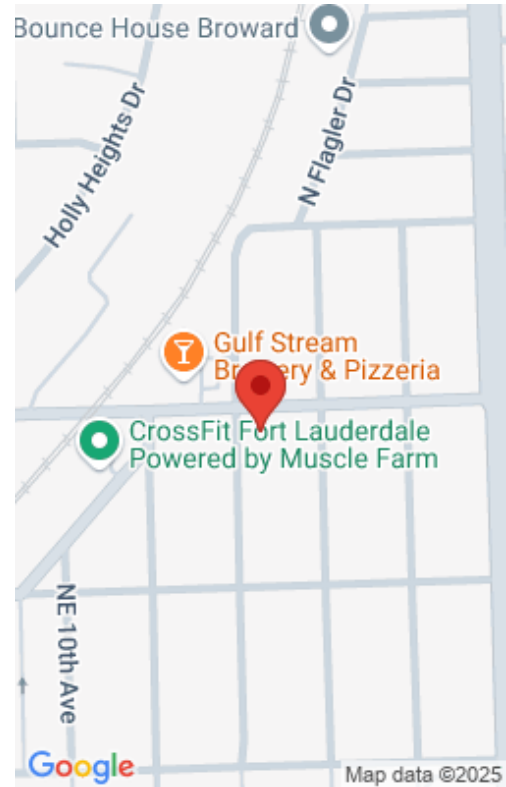 Bounce House Broward
Holly Heights Dr
N Flagler Dr
Gulf Stream
Brewery & Pizzeria
CrossFit Fort Lauderdale
Powered by Muscle Farm
NE 10th Ave
Google
Map data ©2025